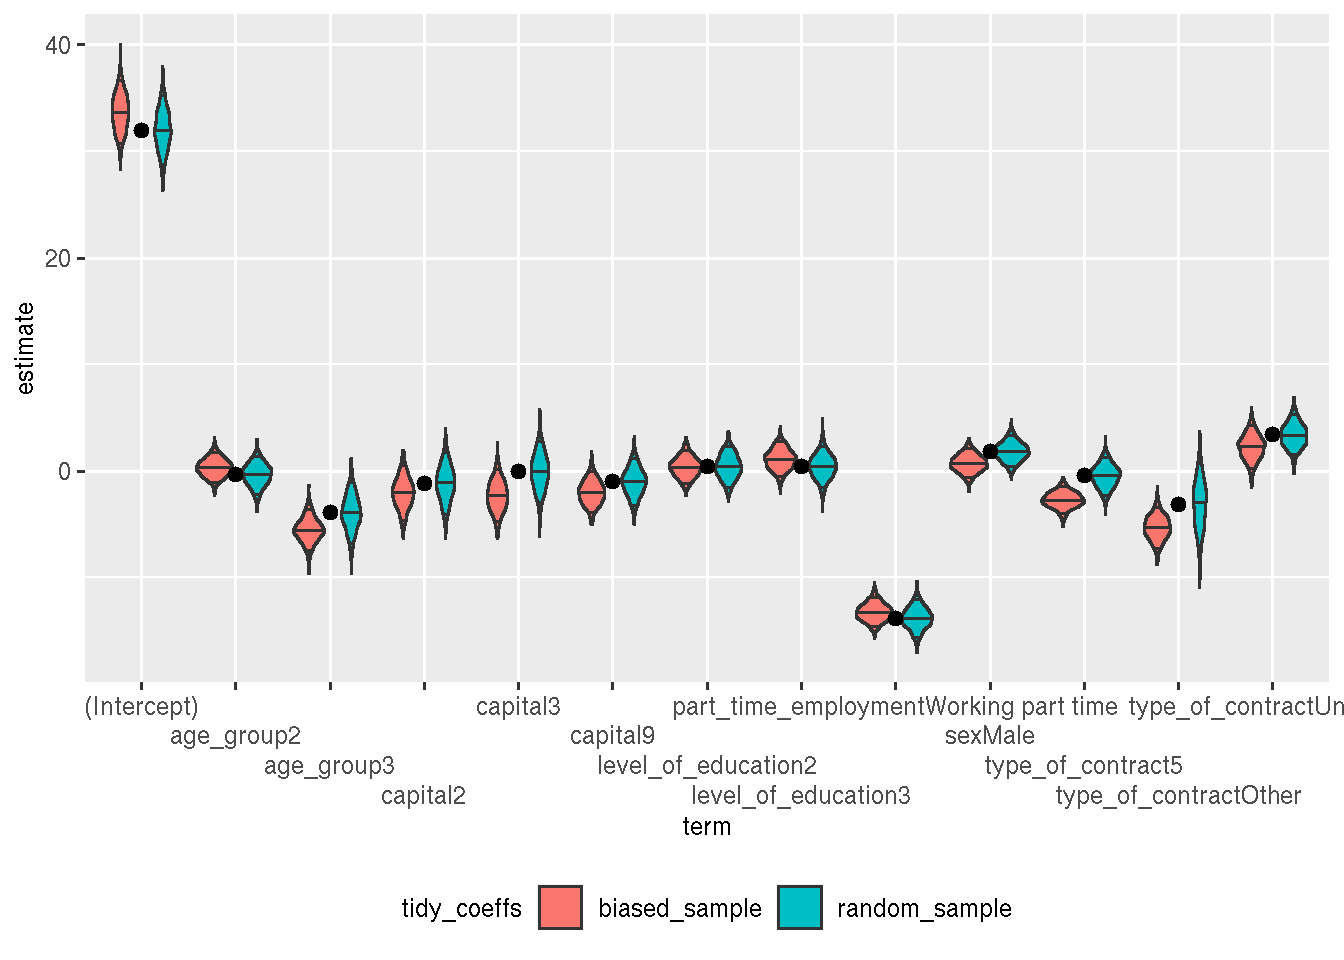 40
20
0
estimate
(Intercept) capital3 part_time_employmentWorking part time type_of_contractUn
age_group2 capital9 sexMale
age_group3 level_of_education2 type_of_contract5
capital2 level_of_education3 type_of_contractOther
term
tidy_coeffs biased_sample random_sample